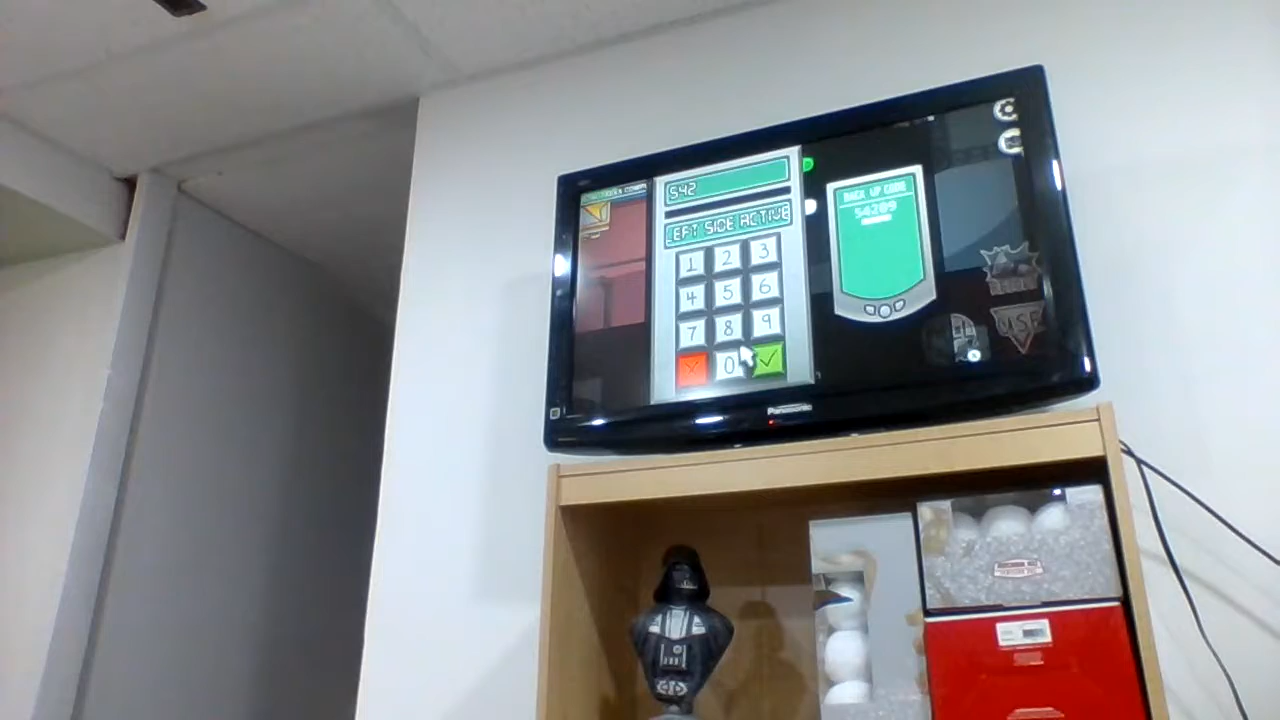 542
LEFT SIDE ACTIVE
1 2 3
4 5 6
7 8 9
0
BACK UP CODE
54209
USE
Panasonic